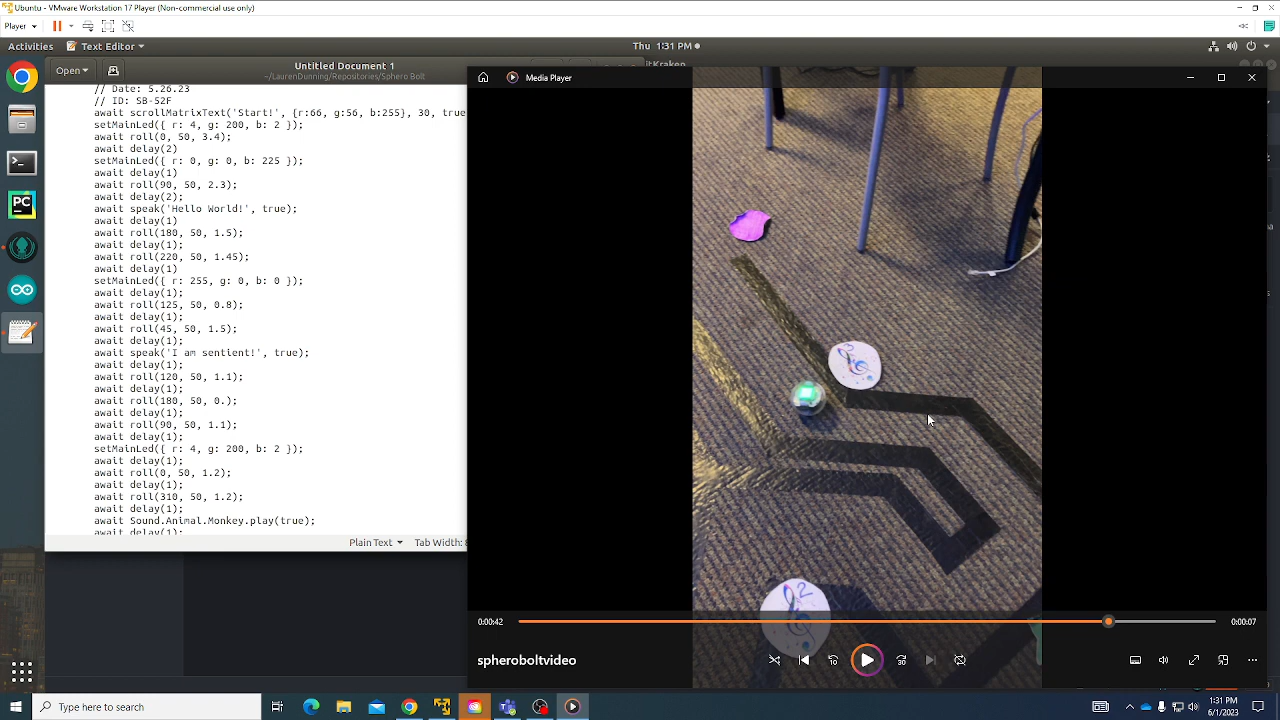 Ubuntu - VMware Workstation 17 Player (Non-commercial use only)
Player
Activities
Text Editor
Thu 1:31 PM
Open
Untitled Document 1
~/LaurenDunning/Repositories/Sphero Bolt
itKraken
// Date: 5.26.23
// ID: SB-52F
await scrollMatrixText('Start!', {r:66, g:56, b:255}, 30, true
setMainLed({ r: 4, g: 200, b: 2 });
await roll(0, 50, 3.4);
await delay(2)
setMainLed({ r: 0, g: 0, b: 225 });
await delay(1)
await roll(90, 50, 2.3);
await delay(2);
await speak('Hello World!', true);
await delay(1)
await roll(180, 50, 1.5);
await delay(1);
await roll(220, 50, 1.45);
await delay(1)
setMainLed({ r: 255, g: 0, b: 0 });
await delay(1);
await roll(125, 50, 0.8);
await delay(1);
await roll(45, 50, 1.5);
await delay(1);
await speak('I am sentient!', true);
await delay(1);
await roll(120, 50, 1.1);
await delay(1);
await roll(180, 50, 0.);
await delay(1);
await roll(90, 50, 1.1);
await delay(1);
setMainLed({ r: 4, g: 200, b: 2 });
await delay(1);
await roll(0, 50, 1.2);
await delay(1);
await roll(310, 50, 1.2);
await delay(1);
await Sound.Animal.Monkey.play(true);
await delay(1);
Plain Text
Tab Width: 8
Media Player
3
2
0:00:42
0:00:07
spheroboltvideo
10
30
PC
Type here to search
1:31 PM
6/1/2023